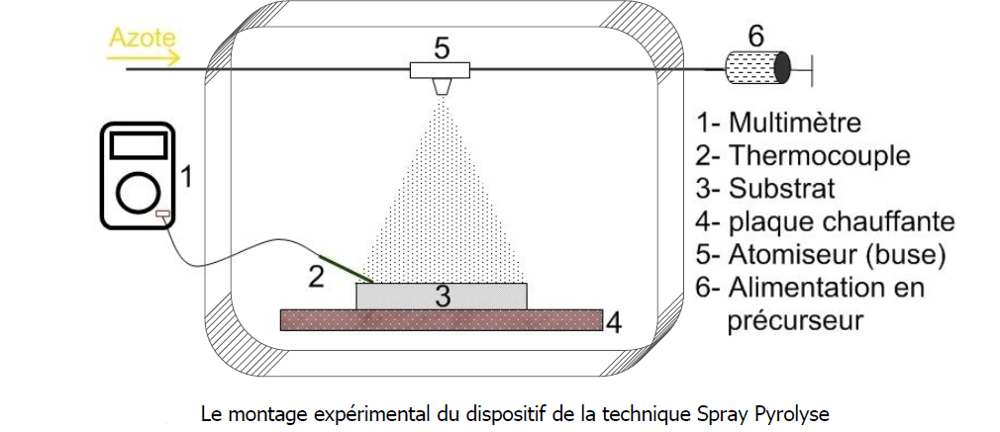 Azote
5
6
1
2
3
4
1- Multimètre
2- Thermocouple
3- Substrat
4- plaque chauffante
5- Atomiseur (buse)
6- Alimentation en
précurseur
Le montage expérimental du dispositif de la technique Spray Pyrolyse